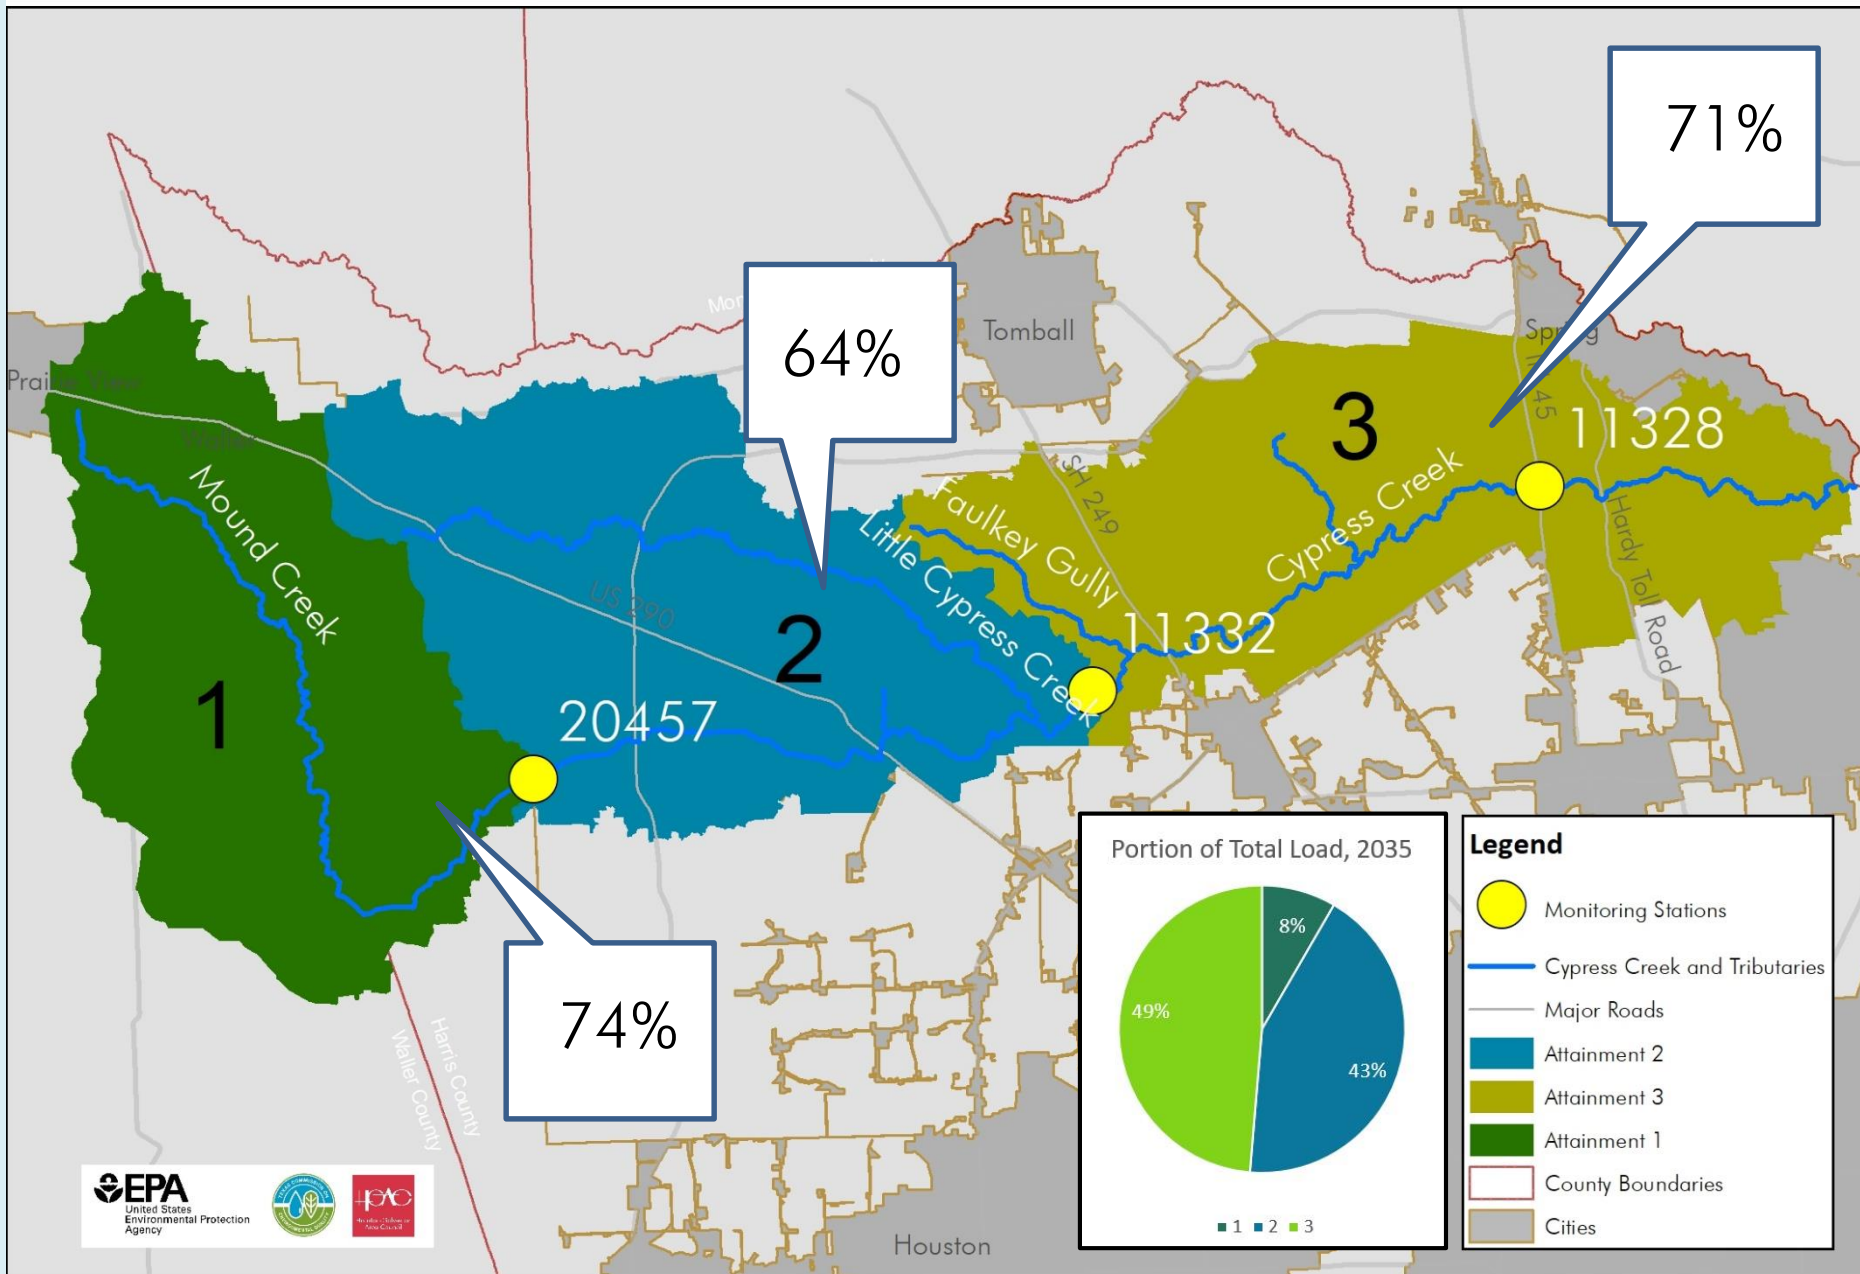 71%
64%
74%
Tomball
Spring
Prairie View
Waller
Mound Creek
Little Cypress Creek
Faulkey Gully
Cypress Creek
SH 249
US 290
Hardy Toll Road
1
2
3
20457
11332
11328
Harris County
Waller County
Houston
Portion of Total Load, 2035
8%
43%
49%
1 2 3
Legend
Monitoring Stations
Cypress Creek and Tributaries
Major Roads
Attainment 2
Attainment 3
Attainment 1
County Boundaries
Cities
EPA
United States
Environmental Protection
Agency